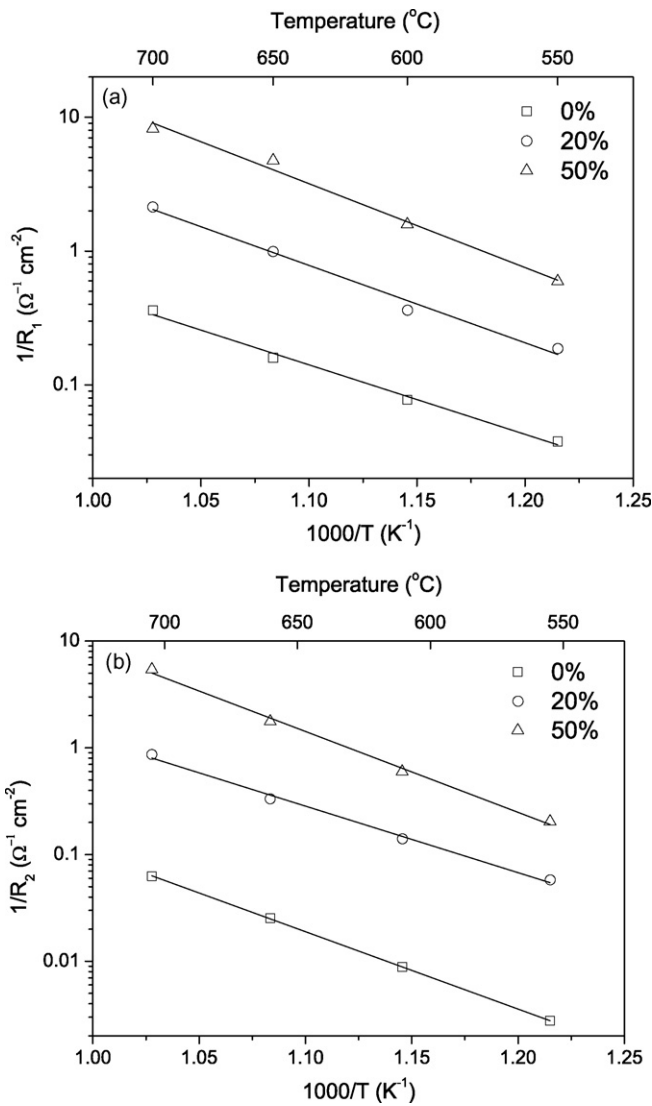 Temperature (°C)
700 650 600 550
(a)
□ 0%
○ 20%
△ 50%
10
1
0.1
1/R₁ (Ω⁻¹ cm⁻²)
1.00 1.05 1.10 1.15 1.20 1.25
1000/T (K⁻¹)
Temperature (°C)
700 650 600 550
(b)
□ 0%
○ 20%
△ 50%
10
1
0.1
0.01
1/R₂ (Ω⁻¹ cm⁻²)
1.00 1.05 1.10 1.15 1.20 1.25
1000/T (K⁻¹)